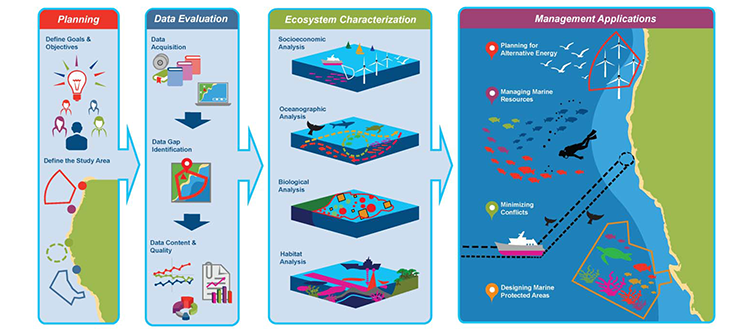 Planning
Define Goals &
Objectives
Define the Study Area
Data Evaluation
Data
Acquisition
Data Gap
Identification
Data Content &
Quality
Ecosystem Characterization
Socioeconomic
Analysis
Oceanographic
Analysis
Biological
Analysis
Habitat
Analysis
Management Applications
Planning for
Alternative Energy
Managing Marine
Resources
Minimizing
Conflicts
Designing Marine
Protected Areas